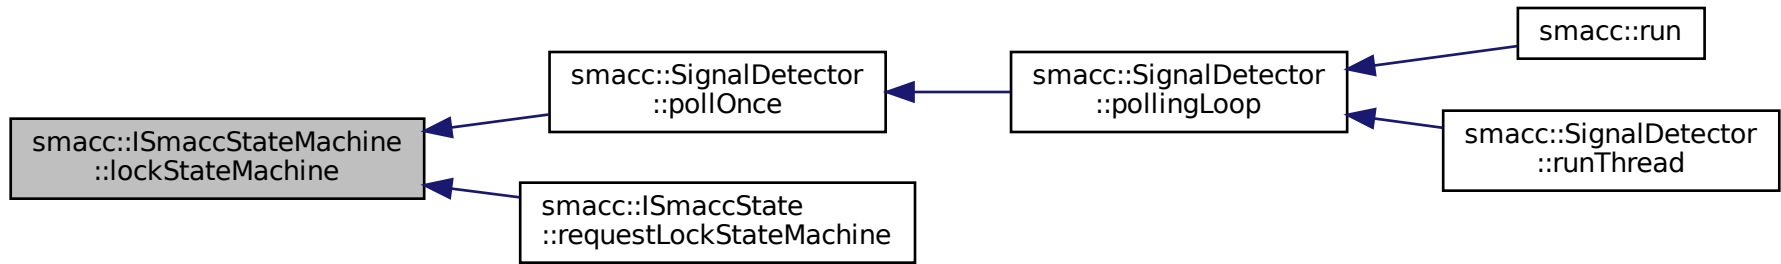 smacc::ISmaccStateMachine
::lockStateMachine
smacc::SignalDetector
::pollOnce
smacc::ISmaccState
::requestLockStateMachine
smacc::SignalDetector
::pollingLoop
smacc::run
smacc::SignalDetector
::runThread